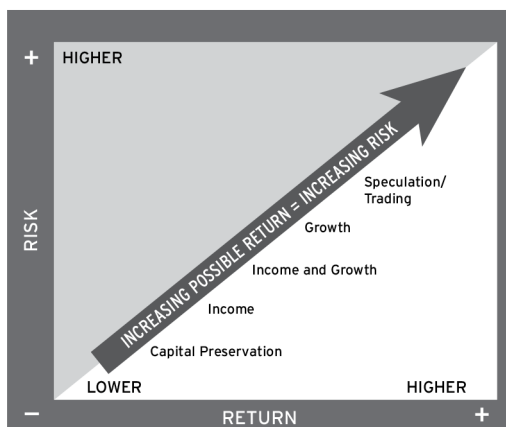 +
HIGHER
RISK
INCREASING POSSIBLE RETURN = INCREASING RISK
Speculation/
Trading
Growth
Income and Growth
Income
Capital Preservation
LOWER
HIGHER
−
RETURN
+